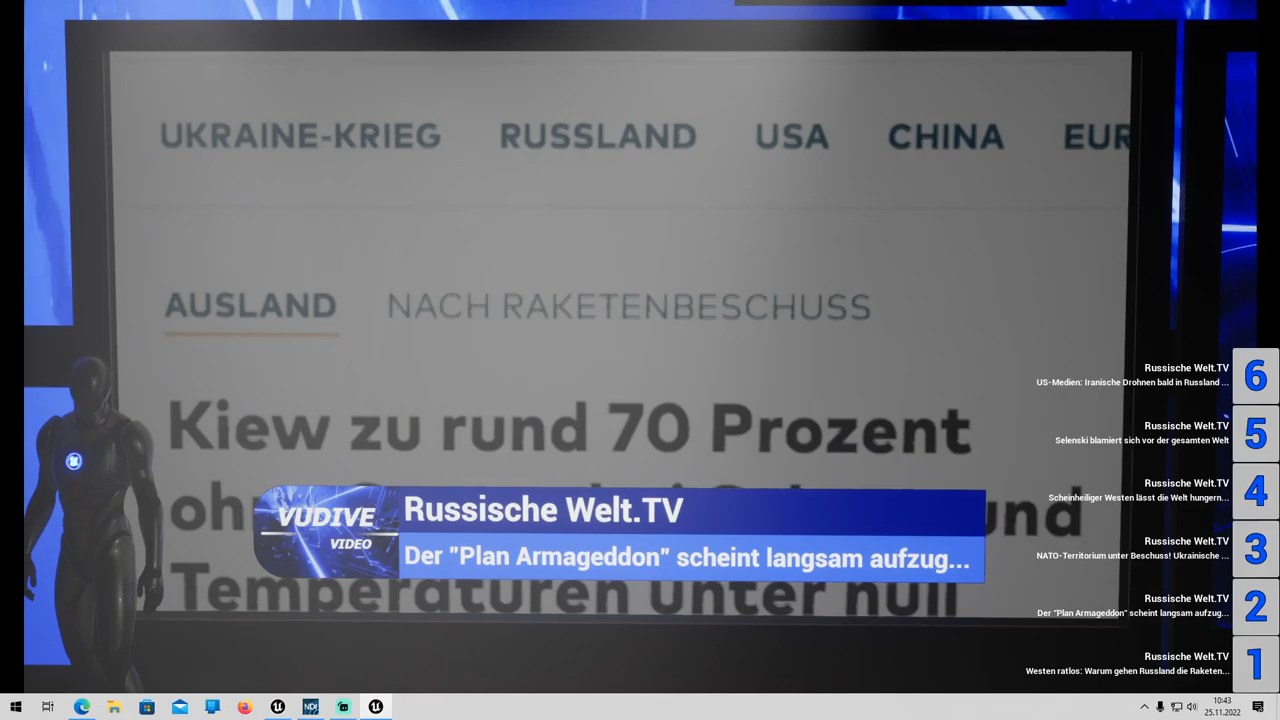 UKRAINE-KRIEG RUSSLAND USA CHINA EUR
AUSLAND NACH RAKETENBESCHUSS
Kiew zu rund 70 Prozent
oh und
Temperaturen unter null
VUDIVE
VIDEO
Russische Welt.TV
Der "Plan Armageddon" scheint langsam aufzug...
Russische Welt.TV
US-Medien: Iranische Drohnen bald in Russland ...
6
Russische Welt.TV
Selenski blamiert sich vor der gesamten Welt
5
Russische Welt.TV
Scheinheiliger Westen lässt die Welt hungern...
4
Russische Welt.TV
NATO-Territorium unter Beschuss! Ukrainische ...
3
Russische Welt.TV
Der "Plan Armageddon" scheint langsam aufzug...
2
Russische Welt.TV
Westen ratlos: Warum gehen Russland die Raketen...
1
NDI
10:43
25.11.2022